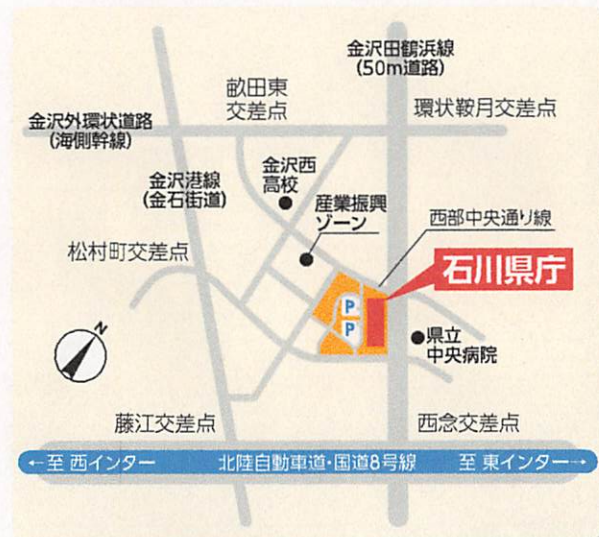 金沢田鶴浜線
(50m道路)
畝田東
交差点
環状鞍月交差点
金沢外環状道路
(海側幹線)
金沢西
高校
金沢港線
(金石街道)
産業振興
ゾーン
西部中央通り線
松村町交差点
石川県庁
P
P
N
県立
中央病院
藤江交差点
西念交差点
←至 西インター
北陸自動車道・国道8号線
至 東インター→